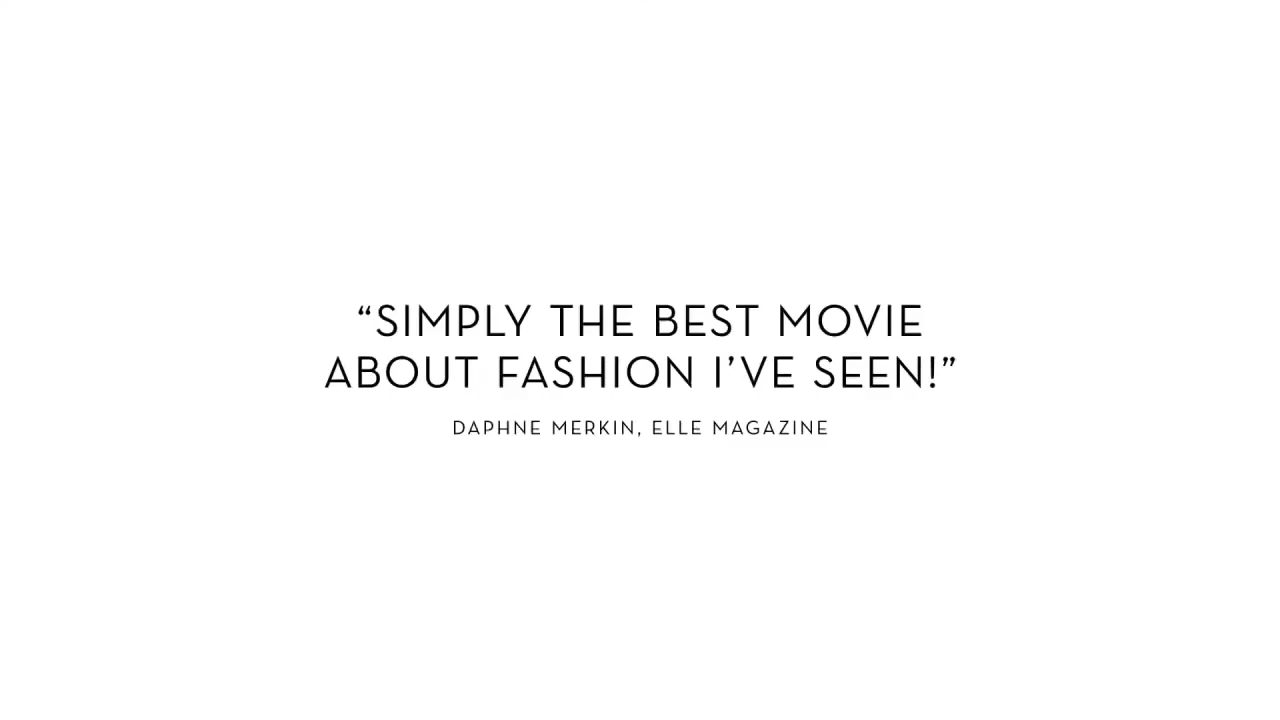 “SIMPLY THE BEST MOVIE
ABOUT FASHION I’VE SEEN!”
DAPHNE MERKIN, ELLE MAGAZINE